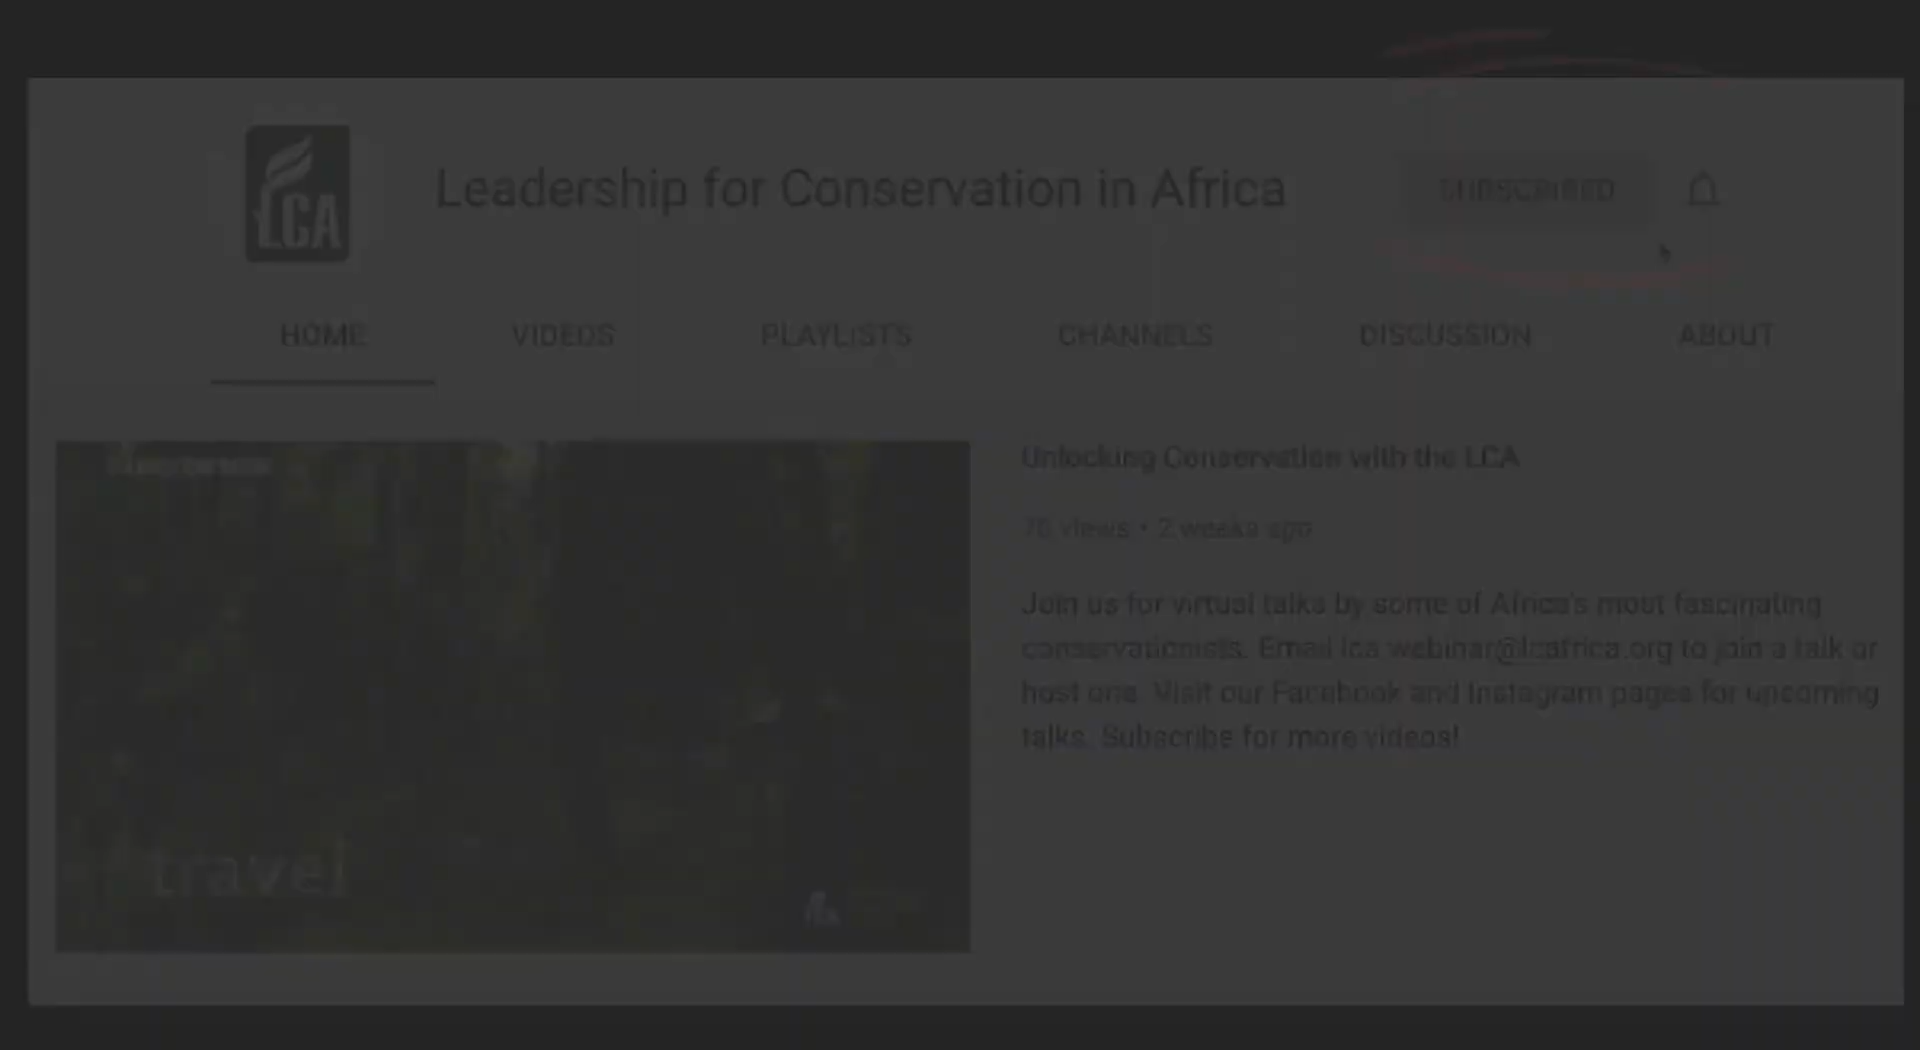 LCA
Leadership for Conservation in Africa
SUBSCRIBED
HOME
VIDEOS
PLAYLISTS
CHANNELS
DISCUSSION
ABOUT
travel
Unlocking Conservation with the LCA
views • 2 weeks ago
Join us for virtual talks by some of Africa's most fascinating
conservationists. Email lca webinar@lcafrica.org to join a talk or
host one. Visit our Facebook and Instagram pages for upcoming
talks. Subscribe for more videos!